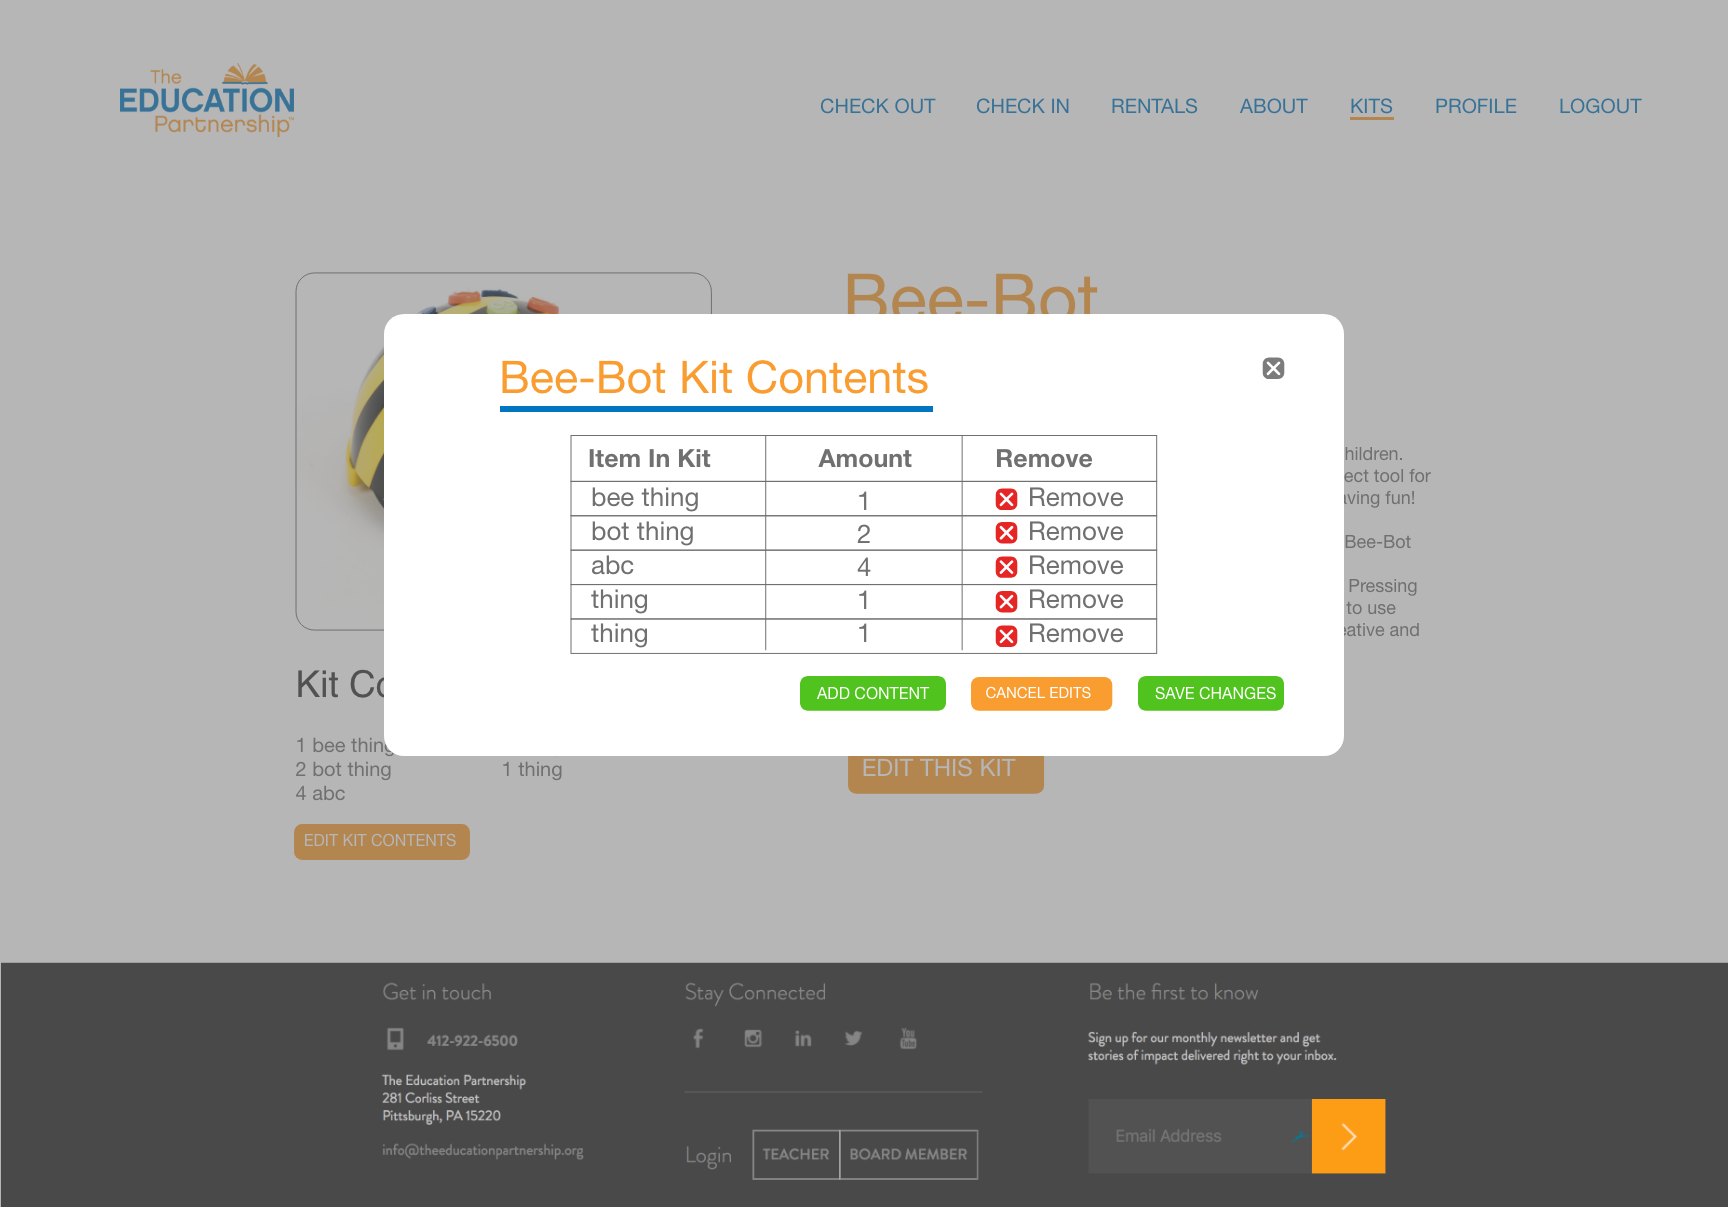 The
EDUCATION
Partnership™
CHECK OUT CHECK IN RENTALS ABOUT KITS PROFILE LOGOUT
Bee-Bot
Bee-Bot Kit Contents
Item In Kit Amount Remove
bee thing 1 Remove
bot thing 2 Remove
abc 4 Remove
thing 1 Remove
thing 1 Remove
ADD CONTENT CANCEL EDITS SAVE CHANGES
hildren.
ect tool for
ving fun!
Bee-Bot
Pressing
to use
ative and
Kit Co
1 bee thing
2 bot thing 1 thing
4 abc
EDIT KIT CONTENTS
EDIT THIS KIT
Get in touch
412-922-6500
The Education Partnership
281 Corliss Street
Pittsburgh, PA 15220
info@theeducationpartnership.org
Stay Connected
You
Tube
Login TEACHER BOARD MEMBER
Be the first to know
Sign up for our monthly newsletter and get
stories of impact delivered right to your inbox.
Email Address